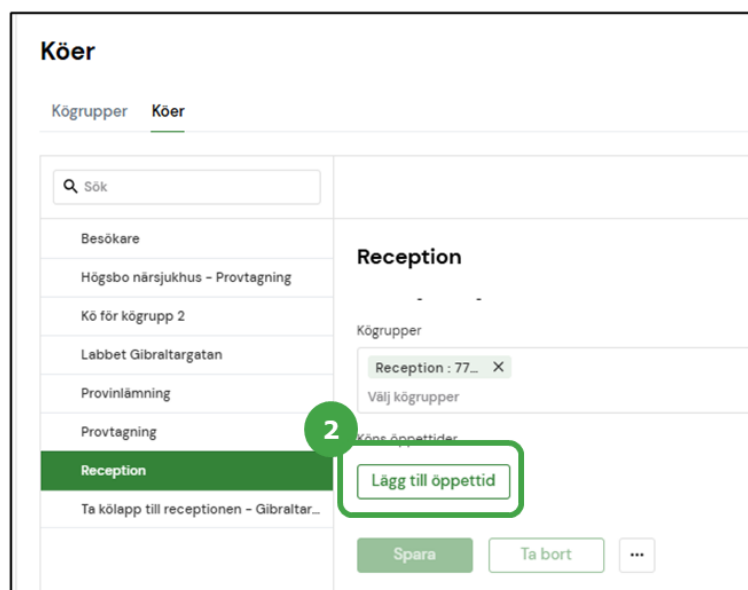 Köer
Kögrupper Köer
Sök
Besökare
Högsbo närsjukhus - Provtagning
Kö för kögrupp 2
Labbet Gibraltargatan
Provinlämning
Provtagning
Reception
Ta kölapp till receptionen - Gibraltar...
Reception
Kögrupper
Reception : 77... ×
Välj kögrupper
2
Köns öppettider
Lägg till öppettid
Spara Ta bort ...